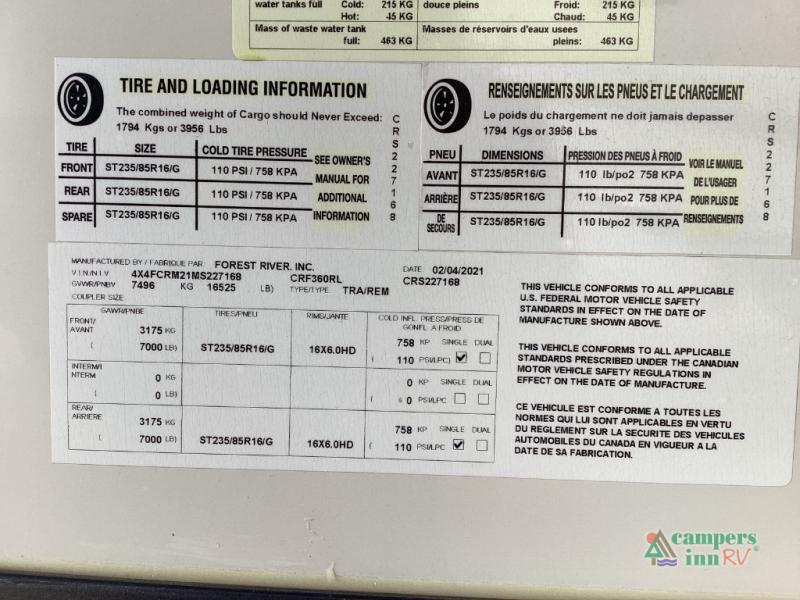 water tanks full Cold: 215 KG
Hot: 45 KG
Mass of waste water tank
full: 463 KG
douce pleins Froid: 215 KG
Chaud: 45 KG
Masses de réservoirs d'eaux usees
pleins: 463 KG
TIRE AND LOADING INFORMATION
The combined weight of Cargo should Never Exceed:
1794 Kgs or 3956 Lbs
TIRE SIZE COLD TIRE PRESSURE
FRONT ST235/85R16/G 110 PSI / 758 KPA
REAR ST235/85R16/G 110 PSI / 758 KPA
SPARE ST235/85R16/G 110 PSI / 758 KPA
SEE OWNER'S
MANUAL FOR
ADDITIONAL
INFORMATION
CRS227168
RENSEIGNEMENTS SUR LES PNEUS ET LE CHARGEMENT
Le poids du chargement ne doit jamais depasser
1794 Kgs or 3956 Lbs
PNEU DIMENSIONS PRESSION DES PNEUS À FROID
AVANT ST235/85R16/G 110 lb/po2 758 KPA
ARRIÈRE ST235/85R16/G 110 lb/po2 758 KPA
DE
SECOURS ST235/85R16/G 110 lb/po2 758 KPA
VOIR LE MANUEL
DE L'USAGER
POUR PLUS DE
RENSEIGNEMENTS
CRS227168
MANUFACTURED BY / FABRIQUE PAR: FOREST RIVER, INC. DATE 02/04/2021
V.I.N./N.I.V 4X4FCRM21MS227168 CRF360RL CRS227168
GVWR/PNBV 7496 KG 16525 LB) TYPE/TYPE TRA/REM
COUPLER SIZE
GAWR/PNBE TIRES/PNEU RIMS/JANTE COLD INFL. PRESS/PRESS DE
GONFL. A FROID
FRONT/
AVANT 3175 KG 758 KP SINGLE DUAL
( 7000 LB) ST235/85R16/G 16X6.0HD ( 110 PSI/LPC)
INTERM/I
NTERM 0 KG 0 KP SINGLE DUAL
( 0 LB) 0 PSI/LPC
REAR/
ARRIERE 3175 KG 758 KP SINGLE DUAL
( 7000 LB) ST235/85R16/G 16X6.0HD ( 110 PSI/LPC
THIS VEHICLE CONFORMS TO ALL APPLICABLE
U.S. FEDERAL MOTOR VEHICLE SAFETY
STANDARDS IN EFFECT ON THE DATE OF
MANUFACTURE SHOWN ABOVE.
THIS VEHICLE CONFORMS TO ALL APPLICABLE
STANDARDS PRESCRIBED UNDER THE CANADIAN
MOTOR VEHICLE SAFETY REGULATIONS IN
EFFECT ON THE DATE OF MANUFACTURE.
CE VEHICULE EST CONFORME A TOUTES LES
NORMES QUI LUI SONT APPLICABLES EN VERTU
DU REGLEMENT SUR LA SECURITE DES VEHICULES
AUTOMOBILES DU CANADA EN VIGUEUR A LA
DATE DE SA FABRICATION.
campers
inn RV